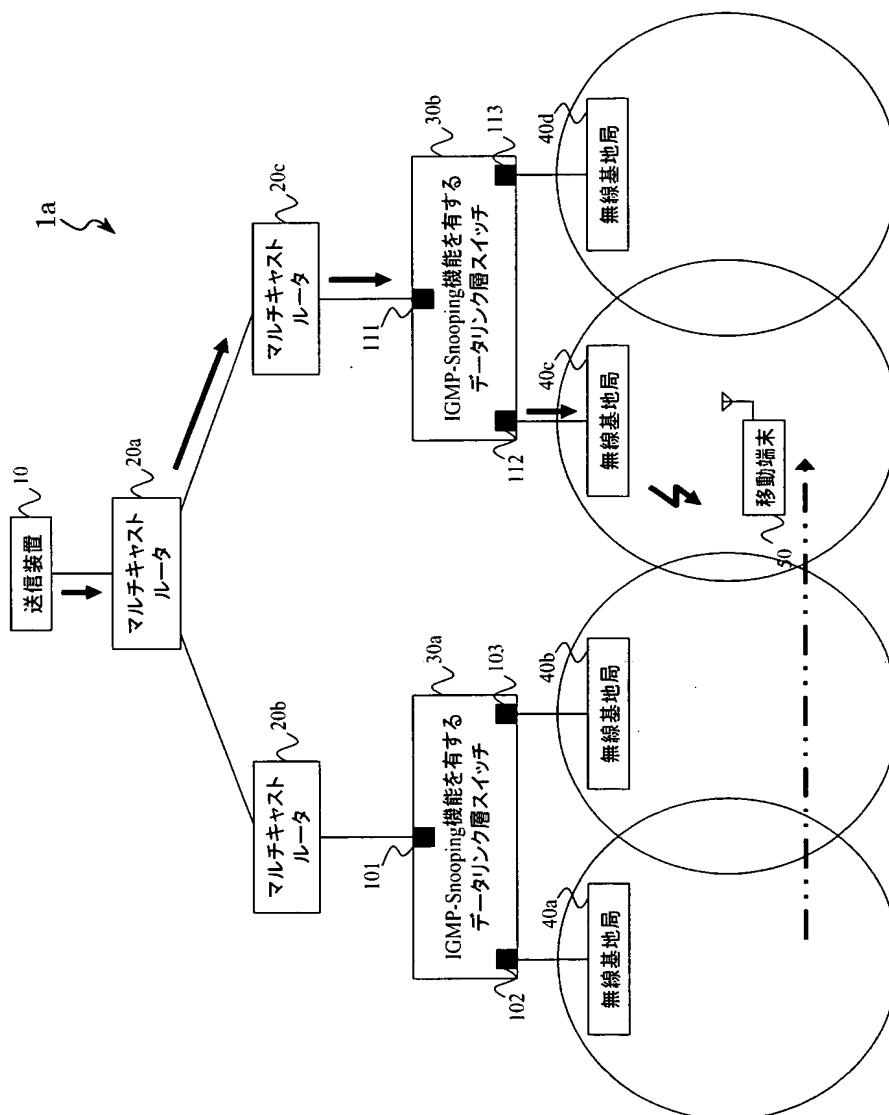 1a
10
送信装置
20a
マルチキャスト
ルータ
20b
マルチキャスト
ルータ
20c
マルチキャスト
ルータ
101
30a
IGMP-Snooping機能を有する
データリンク層スイッチ
102
103
111
30b
IGMP-Snooping機能を有する
データリンク層スイッチ
112
113
40a
無線基地局
40b
無線基地局
40c
無線基地局
40d
無線基地局
移動端末
50